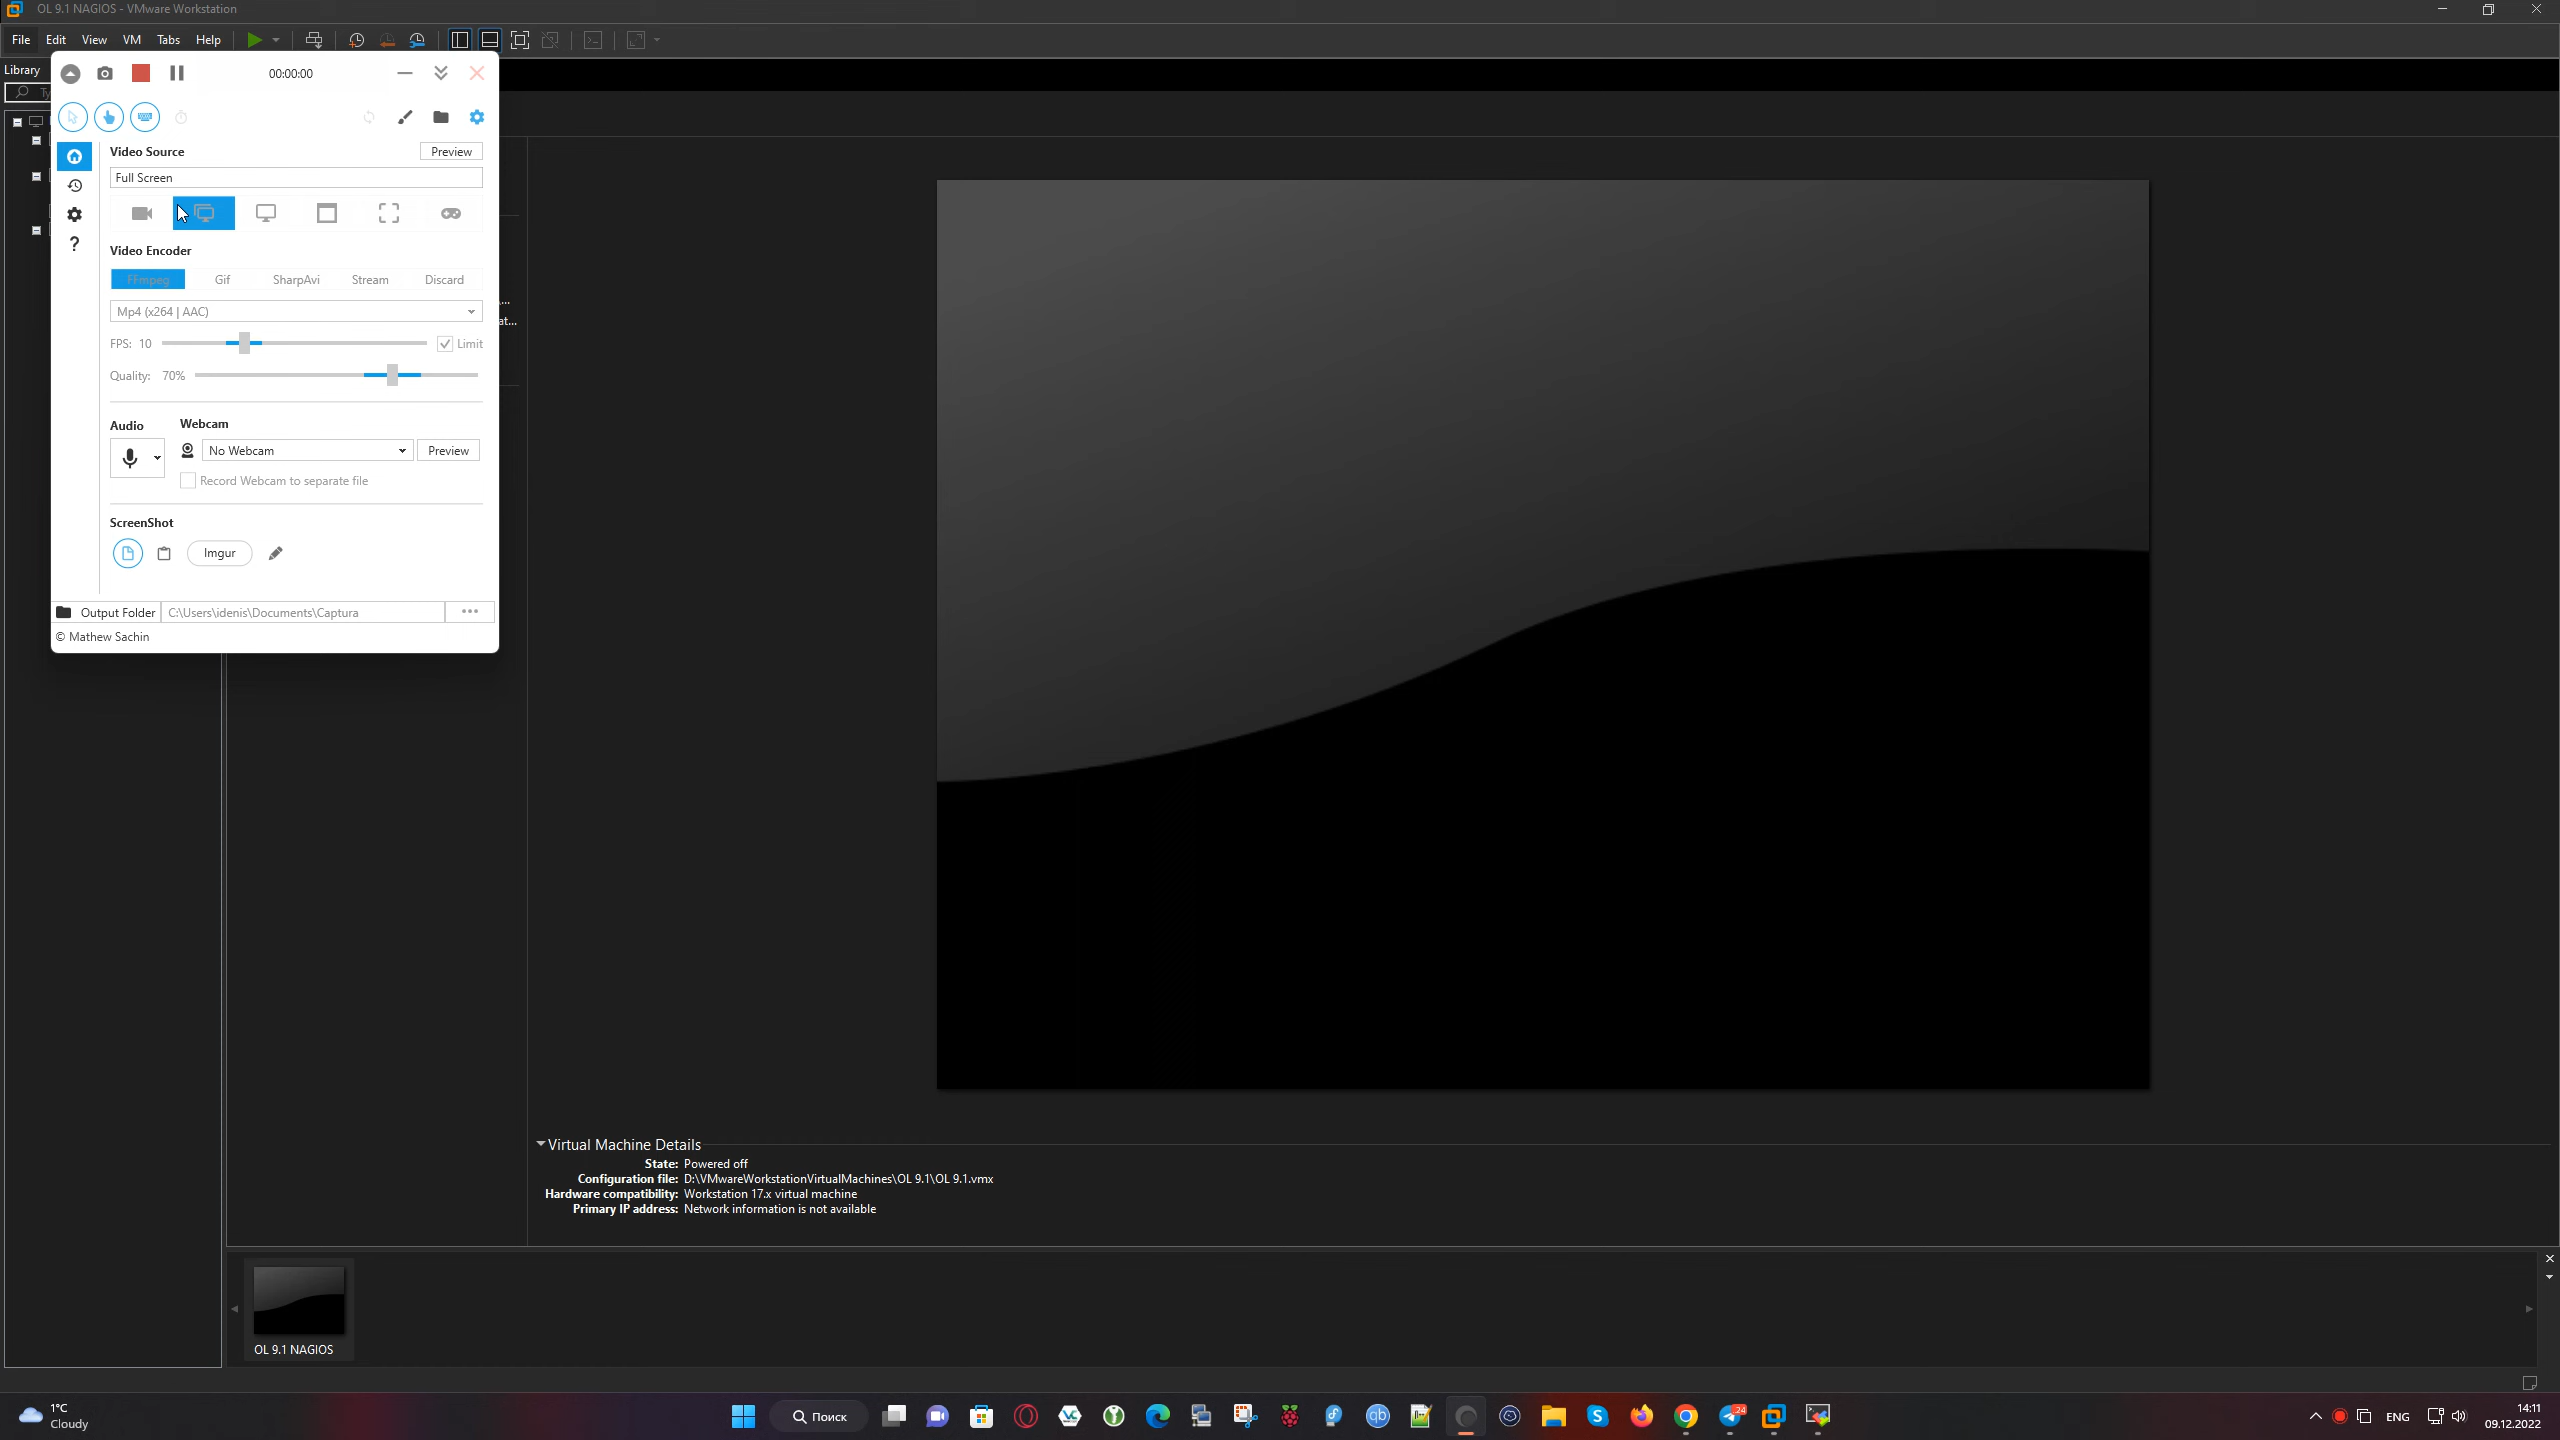 OL 9.1 NAGIOS - VMware Workstation
File Edit View VM Tabs Help
Library
Ty
00:00:00
Video Source
Preview
Full Screen
Video Encoder
FFmpeg Gif SharpAvi Stream Discard
Mp4 (x264 | AAC)
FPS: 10
Limit
Quality: 70%
...
at...
Audio
Webcam
No Webcam
Preview
Record Webcam to separate file
ScreenShot
Imgur
Output Folder
C:\Users\idenis\Documents\Captura
© Mathew Sachin
Virtual Machine Details
State: Powered off
Configuration file: D:\VMwareWorkstationVirtualMachines\OL 9.1\OL 9.1.vmx
Hardware compatibility: Workstation 17.x virtual machine
Primary IP address: Network information is not available
OL 9.1 NAGIOS
1°C
Cloudy
Поиск
qb
24
ENG
14:11
09.12.2022